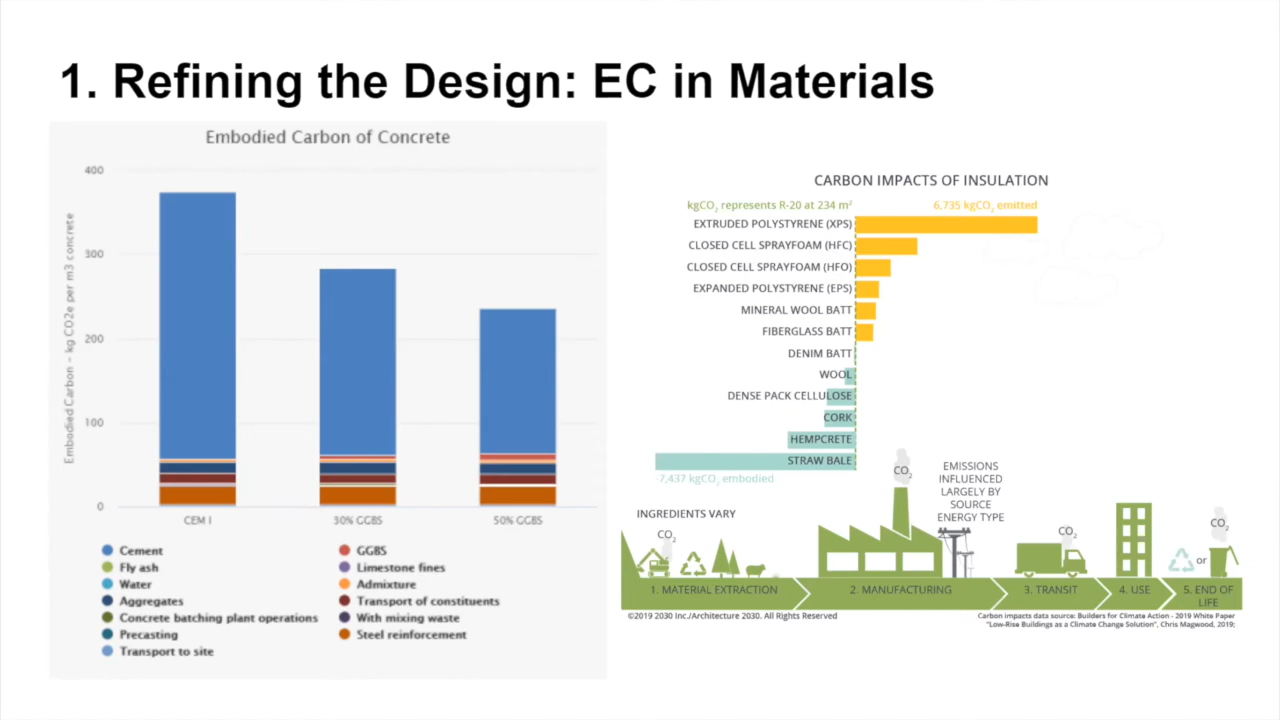 1. Refining the Design: EC in Materials
Embodied Carbon of Concrete
Embodied Carbon - kg CO2e per m3 concrete
400
300
200
100
0
CEM I
30% GGBS
50% GGBS
Cement
Fly ash
Water
Aggregates
Concrete batching plant operations
Precasting
Transport to site
GGBS
Limestone fines
Admixture
Transport of constituents
With mixing waste
Steel reinforcement
CARBON IMPACTS OF INSULATION
kgCO₂ represents R-20 at 234 m²
6,735 kgCO₂ emitted
EXTRUDED POLYSTYRENE (XPS)
CLOSED CELL SPRAYFOAM (HFC)
CLOSED CELL SPRAYFOAM (HFO)
EXPANDED POLYSTYRENE (EPS)
MINERAL WOOL BATT
FIBERGLASS BATT
DENIM BATT
WOOL
DENSE PACK CELLULOSE
CORK
HEMPCRETE
STRAW BALE
-7,437 kgCO₂ embodied
INGREDIENTS VARY
CO₂
CO₂
EMISSIONS
INFLUENCED
LARGELY BY
SOURCE
ENERGY TYPE
CO₂
CO₂
or
1. MATERIAL EXTRACTION
2. MANUFACTURING
3. TRANSIT
4. USE
5. END OF
LIFE
©2019 2030 Inc./Architecture 2030. All Rights Reserved
Carbon impacts data source: Builders for Climate Action - 2019 White Paper
"Low-Rise Buildings as a Climate Change Solution", Chris Magwood, 2019;